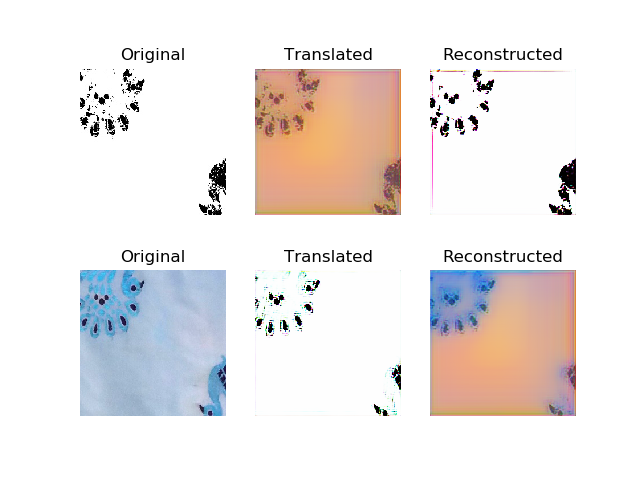 Original
Translated
Reconstructed
Original
Translated
Reconstructed